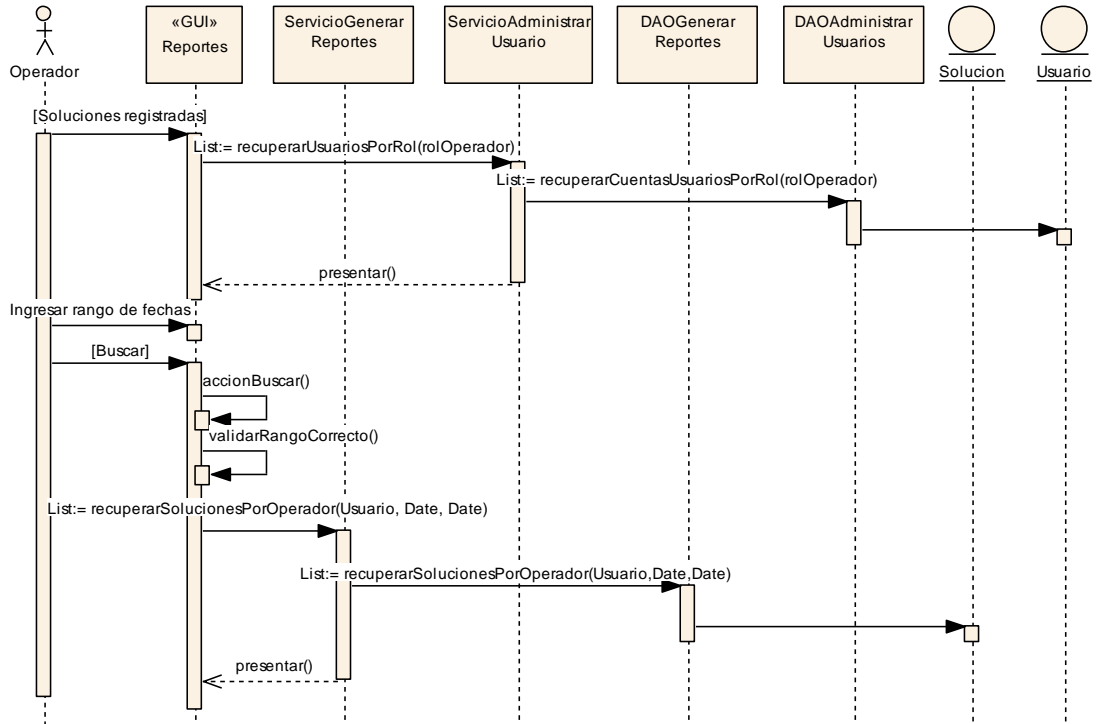 Operador
«GUI»
Reportes
ServicioGenerar
Reportes
ServicioAdministrar
Usuario
DAOGenerar
Reportes
DAOAdministrar
Usuarios
Solucion
Usuario
[Soluciones registradas]
List:= recuperarUsuariosPorRol(rolOperador)
List:= recuperarCuentasUsuariosPorRol(rolOperador)
presentar()
Ingresar rango de fechas
[Buscar]
accionBuscar()
validarRangoCorrecto()
List:= recuperarSolucionesPorOperador(Usuario, Date, Date)
List:= recuperarSolucionesPorOperador(Usuario,Date,Date)
presentar()